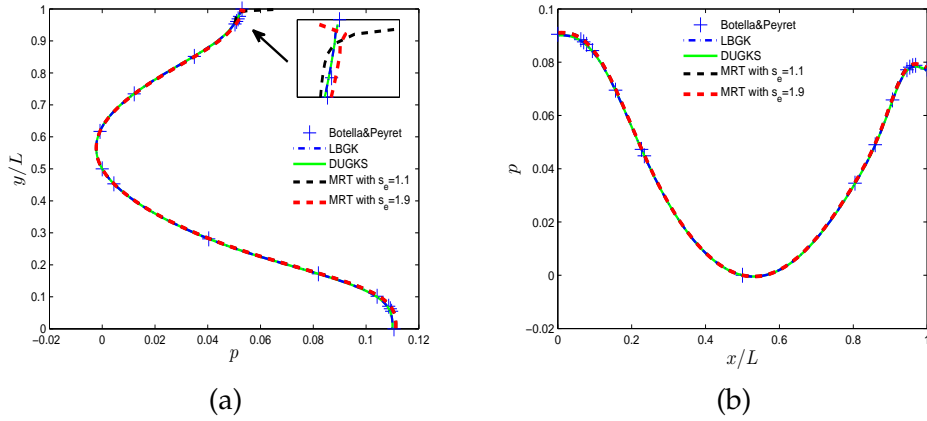 1
0.9
0.8
0.7
0.6
0.5
0.4
0.3
0.2
0.1
0
y/L
−0.02 0 0.02 0.04 0.06 0.08 0.1 0.12
p
Botella&Peyret
LBGK
DUGKS
MRT with s_e=1.1
MRT with s_e=1.9
(a)
0.1
0.08
0.06
0.04
0.02
0
−0.02
p
0 0.2 0.4 0.6 0.8 1
x/L
Botella&Peyret
LBGK
DUGKS
MRT with s_e=1.1
MRT with s_e=1.9
(b)